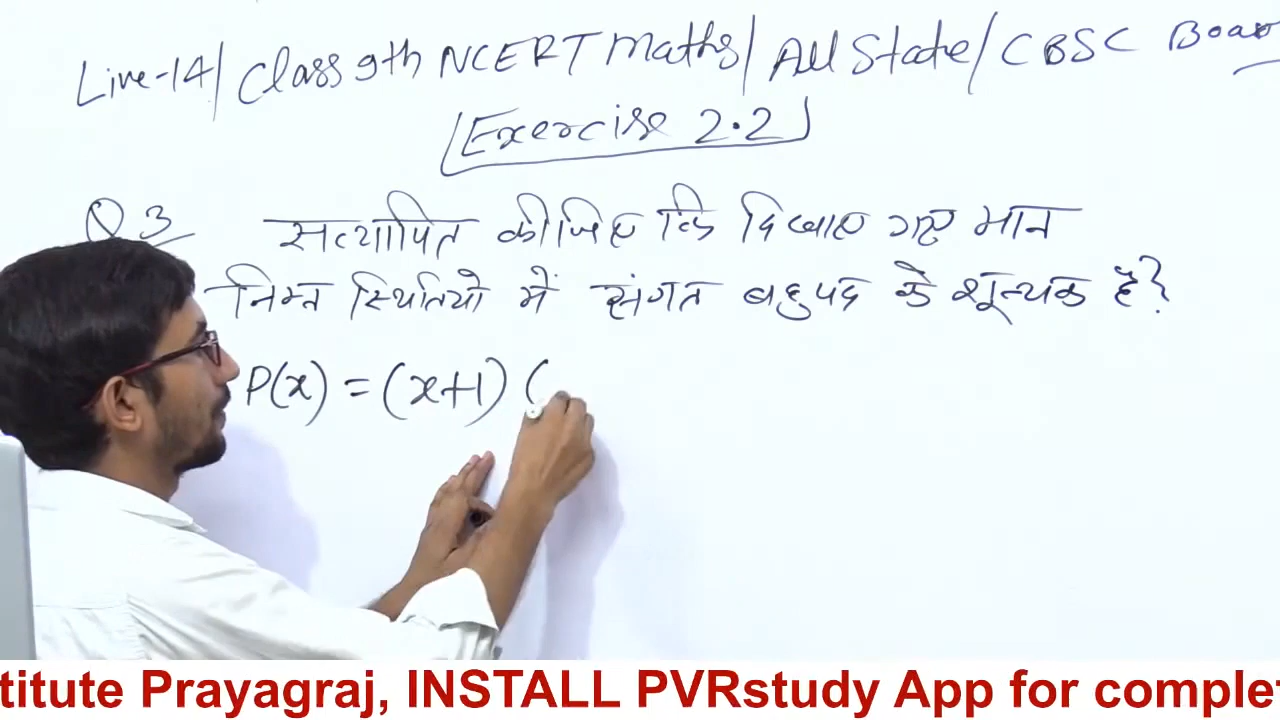 Live-14/ Class 9th NCERT Maths/ All State/ CBSC Boar
Exercise 2.2
Q 3 सत्यापित कीजिए कि दिखाए गए मान
निम्न स्थितियो में संगत बहुपद के शून्यक है?
P(x) = (x+1) (
titute Prayagraj, INSTALL PVRstudy App for complet